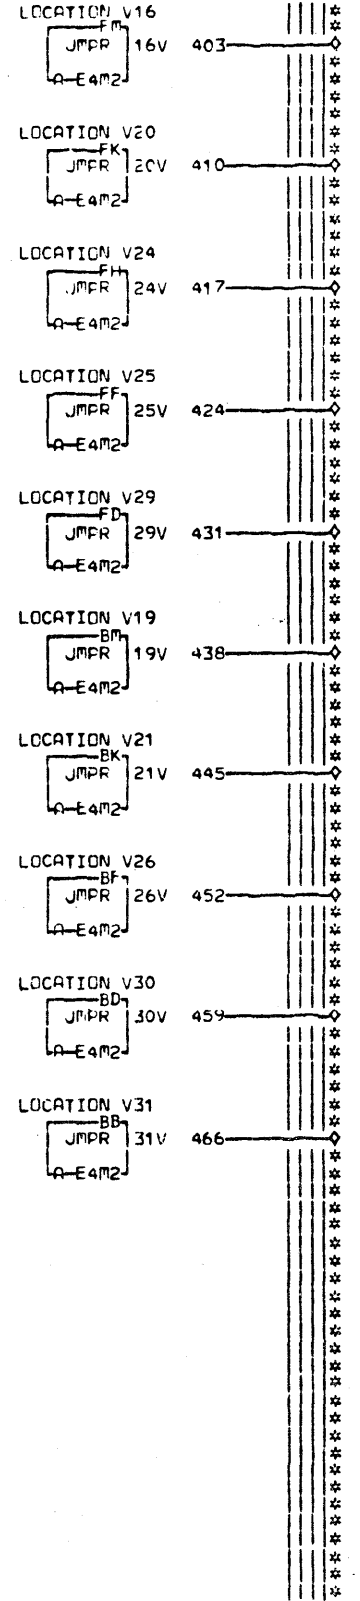 LOCATION V16
FM
JMPR 16V 403
A-E4M2
LOCATION V20
FK
JMPR 20V 410
A-E4M2
LOCATION V24
FH
JMPR 24V 417
A-E4M2
LOCATION V25
FF
JMPR 25V 424
A-E4M2
LOCATION V29
FD
JMPR 29V 431
A-E4M2
LOCATION V19
BM
JMPR 19V 438
A-E4M2
LOCATION V21
BK
JMPR 21V 445
A-E4M2
LOCATION V26
BF
JMPR 26V 452
A-E4M2
LOCATION V30
BD
JMPR 30V 459
A-E4M2
LOCATION V31
BB
JMPR 31V 466
A-E4M2